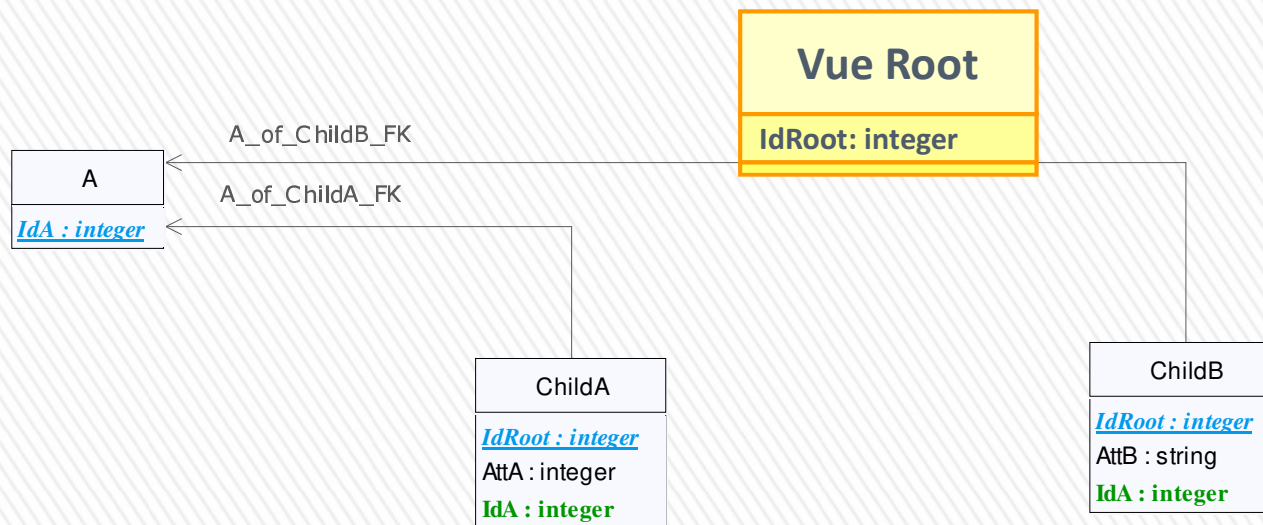 Vue Root
IdRoot: integer
A_of_ChildB_FK
A
A_of_ChildA_FK
IdA : integer
ChildA
IdRoot : integer
AttA : integer
IdA : integer
ChildB
IdRoot : integer
AttB : string
IdA : integer